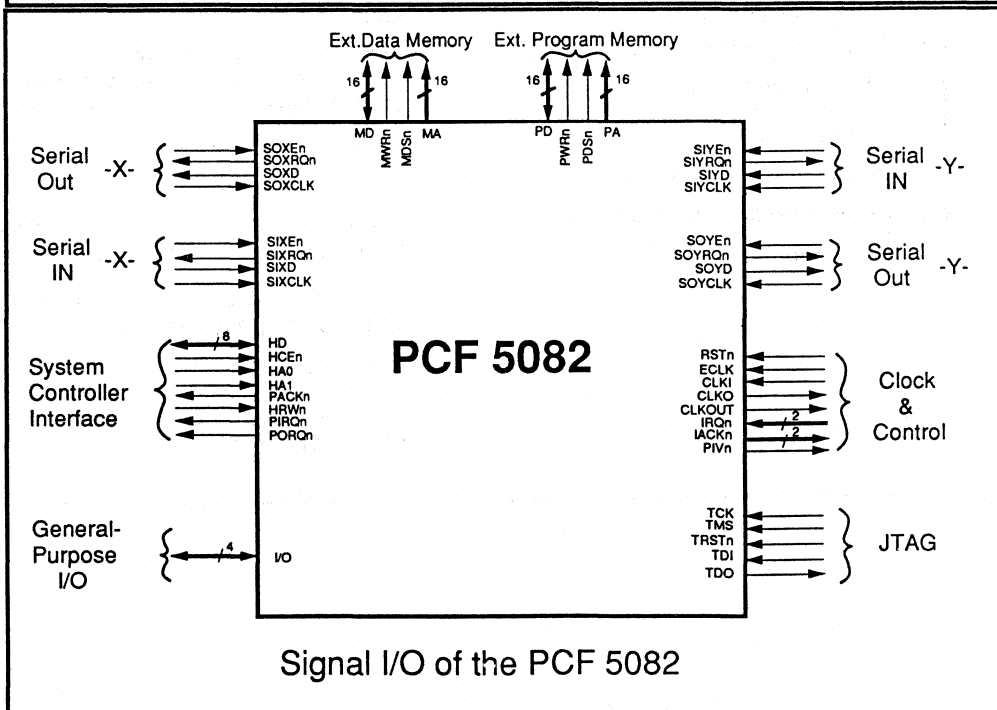 Ext.Data Memory Ext. Program Memory
16 16 16 16
MD MWRn MDSn MA PD PWRn PDSn PA
Serial Out -X-
SOXEn
SOXRQn
SOXD
SOXCLK
Serial IN -X-
SIXEn
SIXRQn
SIXD
SIXCLK
System Controller Interface
8
HD
HCEn
HA0
HA1
PACKn
HRWn
PIRQn
PORQn
General-Purpose I/O
4
I/O
PCF 5082
SIYEn
SIYRQn
SIYD
SIYCLK
Serial IN -Y-
SOYEn
SOYRQn
SOYD
SOYCLK
Serial Out -Y-
RSTn
ECLK
CLKI
CLKO
CLKOUT
IRQn 2
IACKn 2
PIVn
Clock & Control
TCK
TMS
TRSTn
TDI
TDO
JTAG
Signal I/O of the PCF 5082